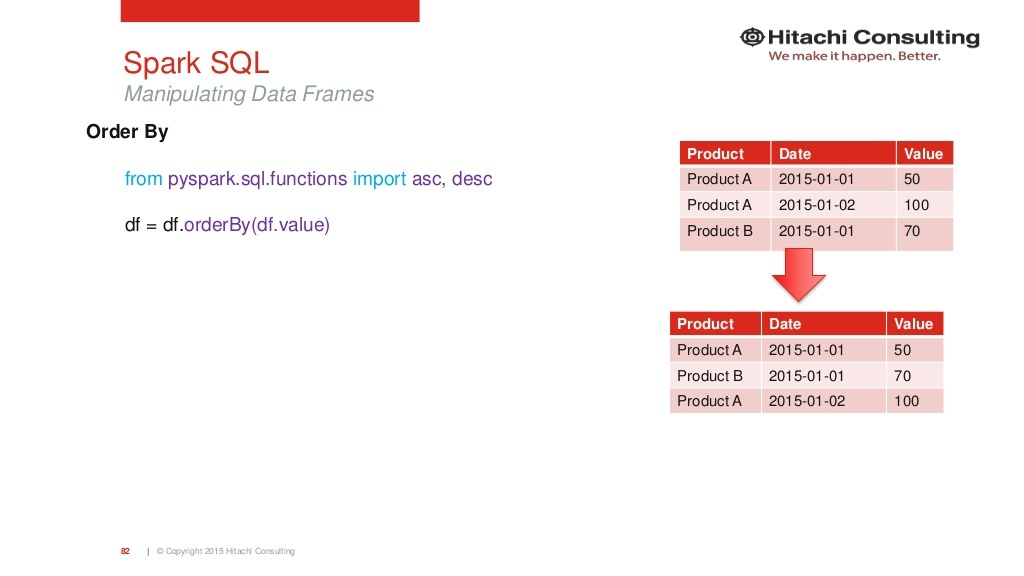 Hitachi Consulting
We make it happen. Better.
Spark SQL
Manipulating Data Frames
Order By
from pyspark.sql.functions import asc, desc
df = df.orderBy(df.value)
Product Date Value
Product A 2015-01-01 50
Product A 2015-01-02 100
Product B 2015-01-01 70
Product Date Value
Product A 2015-01-01 50
Product B 2015-01-01 70
Product A 2015-01-02 100
82 | © Copyright 2015 Hitachi Consulting